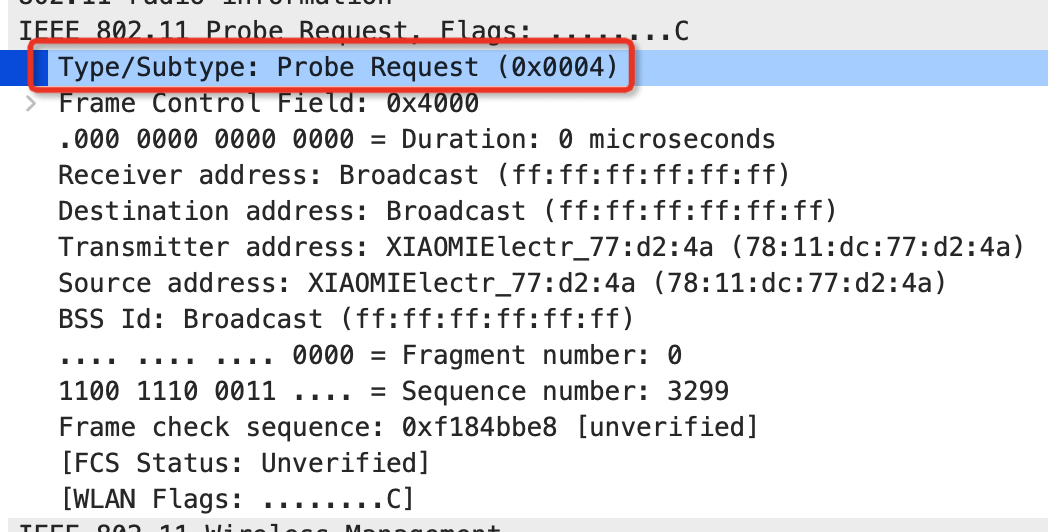 802.11 radio information
IEEE 802.11 Probe Request, Flags: ........C
Type/Subtype: Probe Request (0x0004)
Frame Control Field: 0x4000
.000 0000 0000 0000 = Duration: 0 microseconds
Receiver address: Broadcast (ff:ff:ff:ff:ff:ff)
Destination address: Broadcast (ff:ff:ff:ff:ff:ff)
Transmitter address: XIAOMIElectr_77:d2:4a (78:11:dc:77:d2:4a)
Source address: XIAOMIElectr_77:d2:4a (78:11:dc:77:d2:4a)
BSS Id: Broadcast (ff:ff:ff:ff:ff:ff)
.... .... .... 0000 = Fragment number: 0
1100 1110 0011 .... = Sequence number: 3299
Frame check sequence: 0xf184bbe8 [unverified]
[FCS Status: Unverified]
[WLAN Flags: ........C]
IEEE 802.11 Wireless Management